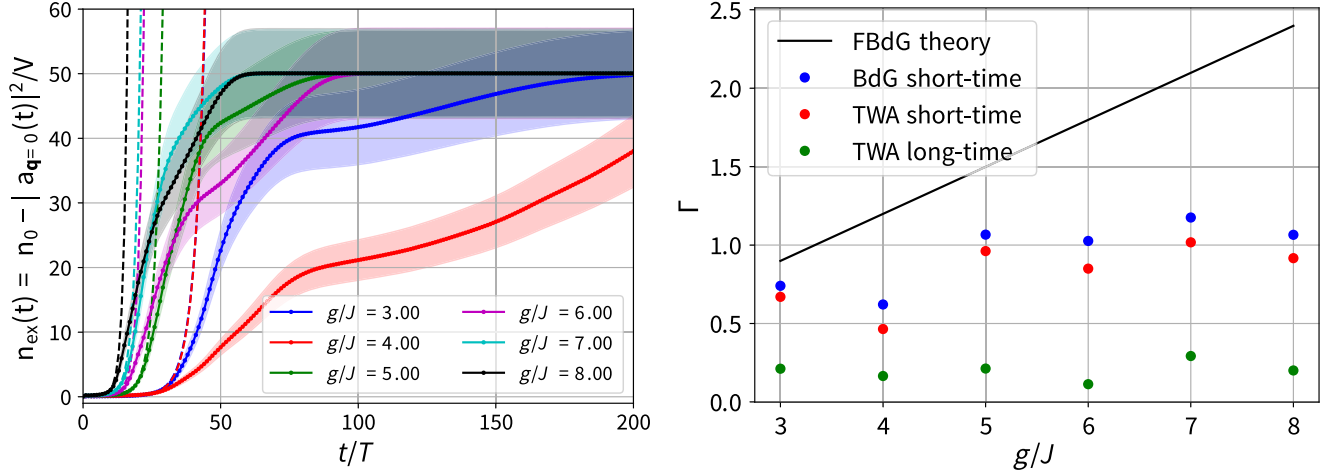 n_ex(t) = n_0 − | a_q=0(t)|^2/V
60
50
40
30
20
10
0
g/J = 3.00
g/J = 4.00
g/J = 5.00
g/J = 6.00
g/J = 7.00
g/J = 8.00
0 50 100 150 200
t/T
Γ
2.5
2.0
1.5
1.0
0.5
0.0
FBdG theory
BdG short-time
TWA short-time
TWA long-time
3 4 5 6 7 8
g/J